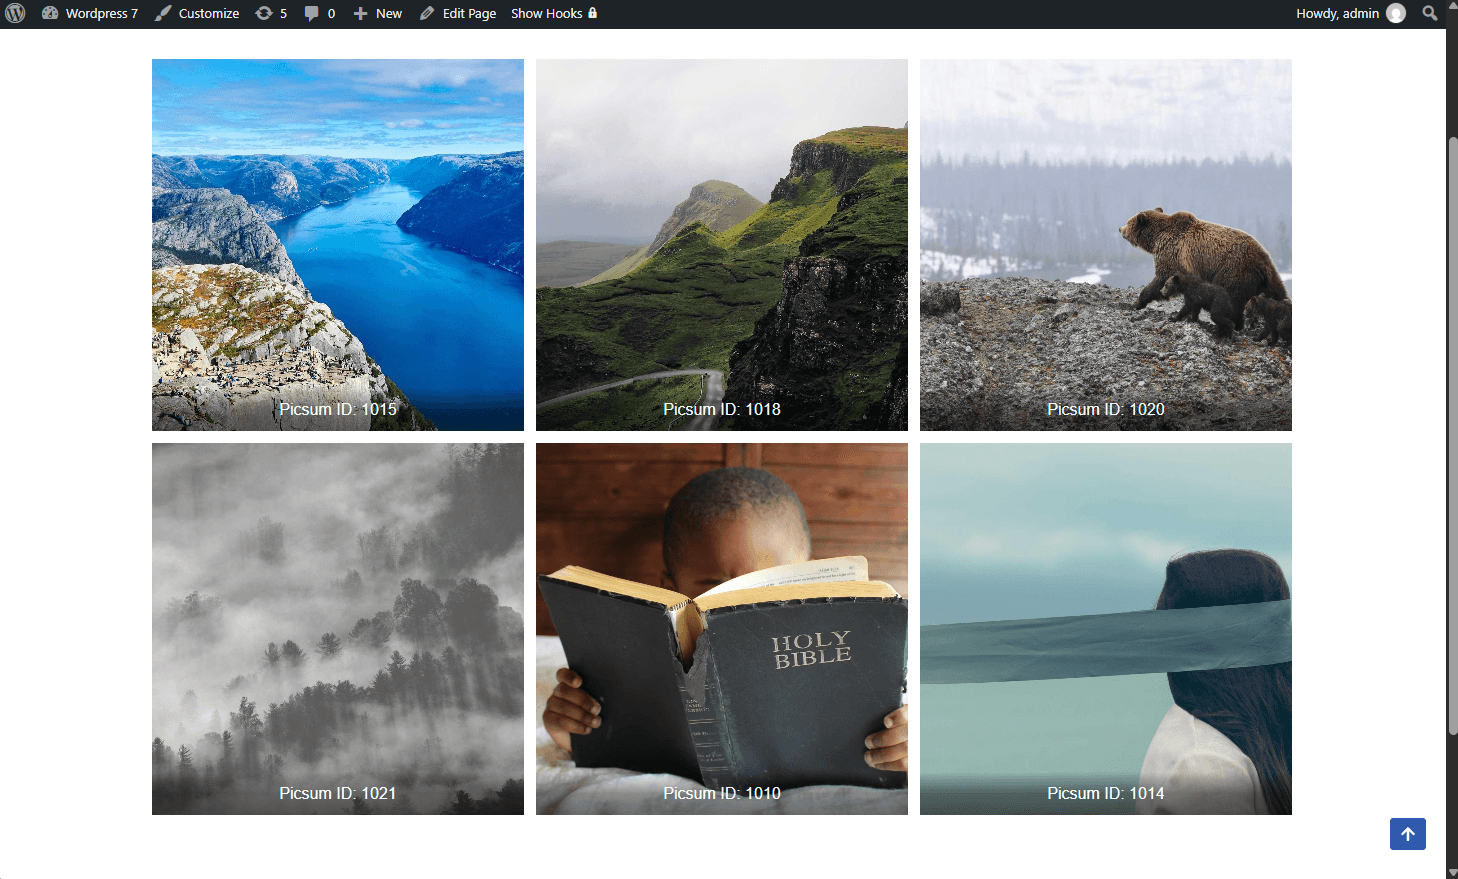 Wordpress 7 Customize 5 0 New Edit Page Show Hooks Howdy, admin
Picsum ID: 1015
Picsum ID: 1018
Picsum ID: 1020
HOLY
BIBLE
Picsum ID: 1021
Picsum ID: 1010
Picsum ID: 1014